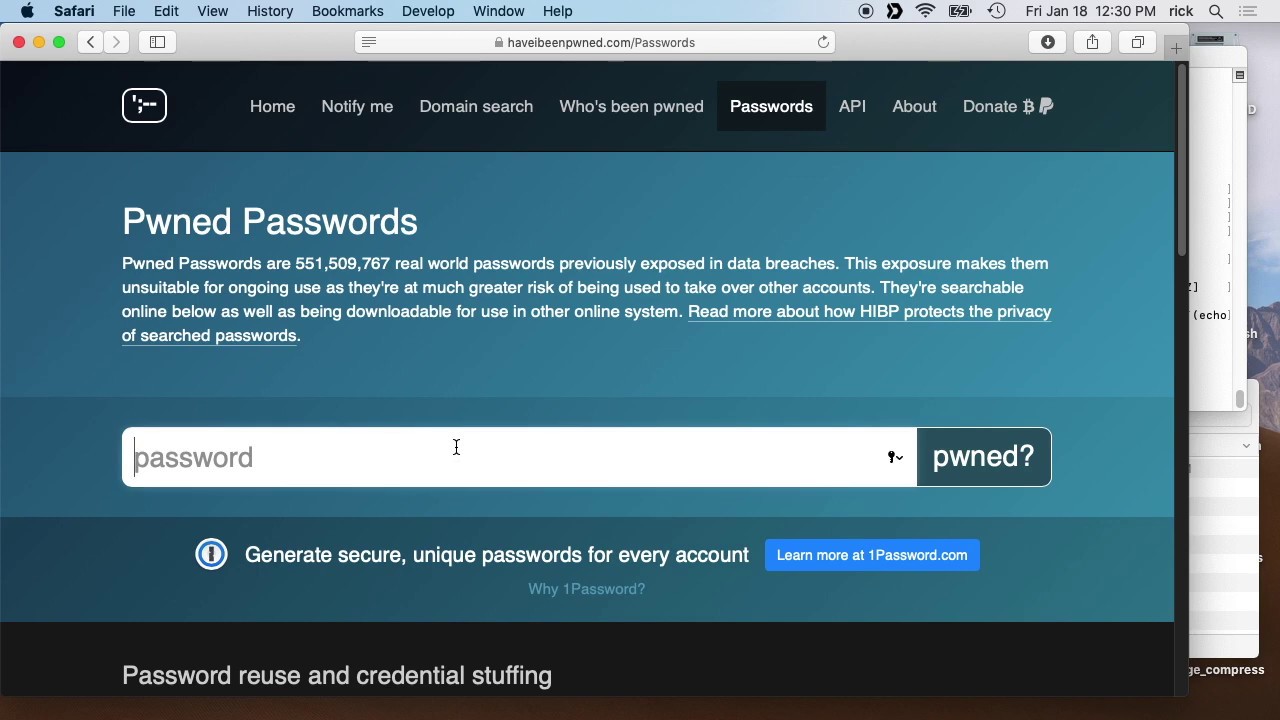 Safari File Edit View History Bookmarks Develop Window Help Fri Jan 18 12:30 PM rick
haveibeenpwned.com/Passwords
';--
Home Notify me Domain search Who's been pwned Passwords API About Donate
Pwned Passwords
Pwned Passwords are 551,509,767 real world passwords previously exposed in data breaches. This exposure makes them
unsuitable for ongoing use as they're at much greater risk of being used to take over other accounts. They're searchable
online below as well as being downloadable for use in other online system. Read more about how HIBP protects the privacy
of searched passwords.
password
pwned?
Generate secure, unique passwords for every account
Learn more at 1Password.com
Why 1Password?
Password reuse and credential stuffing
(echo
ge_compress